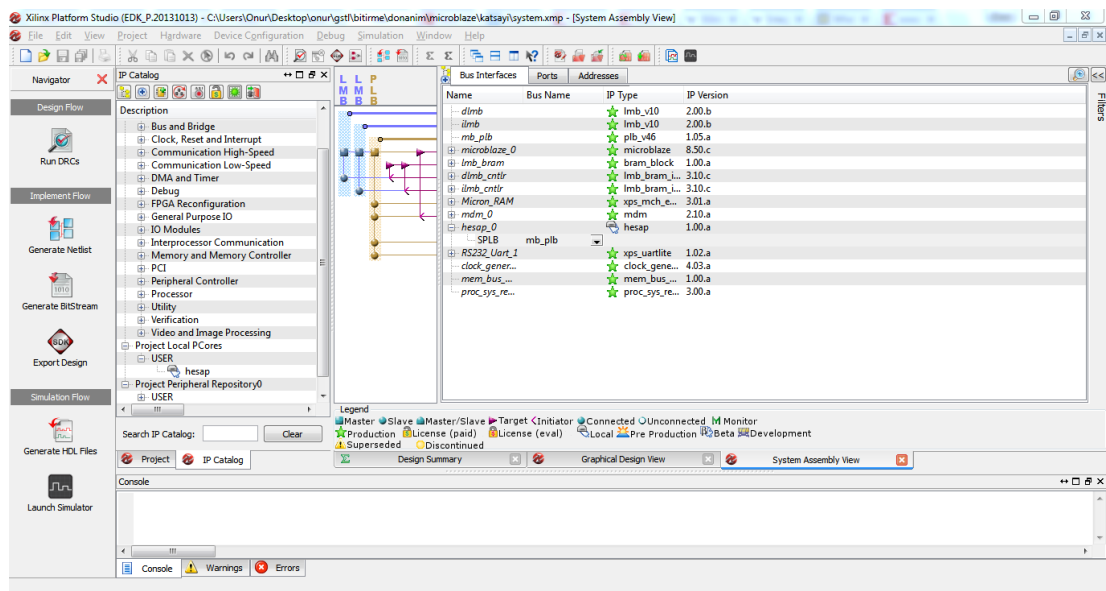 Xilinx Platform Studio (EDK_P.20131013) - C:\Users\Onur\Desktop\onur\gstl\bitirme\donanim\microblaze\katsayi\system.xmp - [System Assembly View]
File Edit View Project Hardware Device Configuration Debug Simulation Window Help
Navigator
Design Flow
Run DRCs
Implement Flow
Generate Netlist
Generate BitStream
SDK
Export Design
Simulation Flow
Generate HDL Files
Launch Simulator
IP Catalog
Description
Bus and Bridge
Clock, Reset and Interrupt
Communication High-Speed
Communication Low-Speed
DMA and Timer
Debug
FPGA Reconfiguration
General Purpose IO
IO Modules
Interprocessor Communication
Memory and Memory Controller
PCI
Peripheral Controller
Processor
Utility
Verification
Video and Image Processing
Project Local PCores
USER
hesap
Project Peripheral Repository0
USER
Search IP Catalog: Clear
Project IP Catalog
L L P
M M L
B B B
Bus Interfaces Ports Addresses
Name Bus Name IP Type IP Version
dlmb lmb_v10 2.00.b
ilmb lmb_v10 2.00.b
mb_plb plb_v46 1.05.a
microblaze_0 microblaze 8.50.c
lmb_bram bram_block 1.00.a
dlmb_cntlr lmb_bram_i... 3.10.c
ilmb_cntlr lmb_bram_i... 3.10.c
Micron_RAM xps_mch_e... 3.01.a
mdm_0 mdm 2.10.a
hesap_0 hesap 1.00.a
SPLB mb_plb
RS232_Uart_1 xps_uartlite 1.02.a
clock_gener... clock_gene... 4.03.a
mem_bus_... mem_bus_... 1.00.a
proc_sys_re... proc_sys_re... 3.00.a
<<
Filters
Legend
Master Slave Master/Slave Target Initiator Connected Unconnected M Monitor
Production License (paid) License (eval) Local Pre Production Beta Development
Superseded Discontinued
Design Summary Graphical Design View System Assembly View
Console
Console Warnings Errors